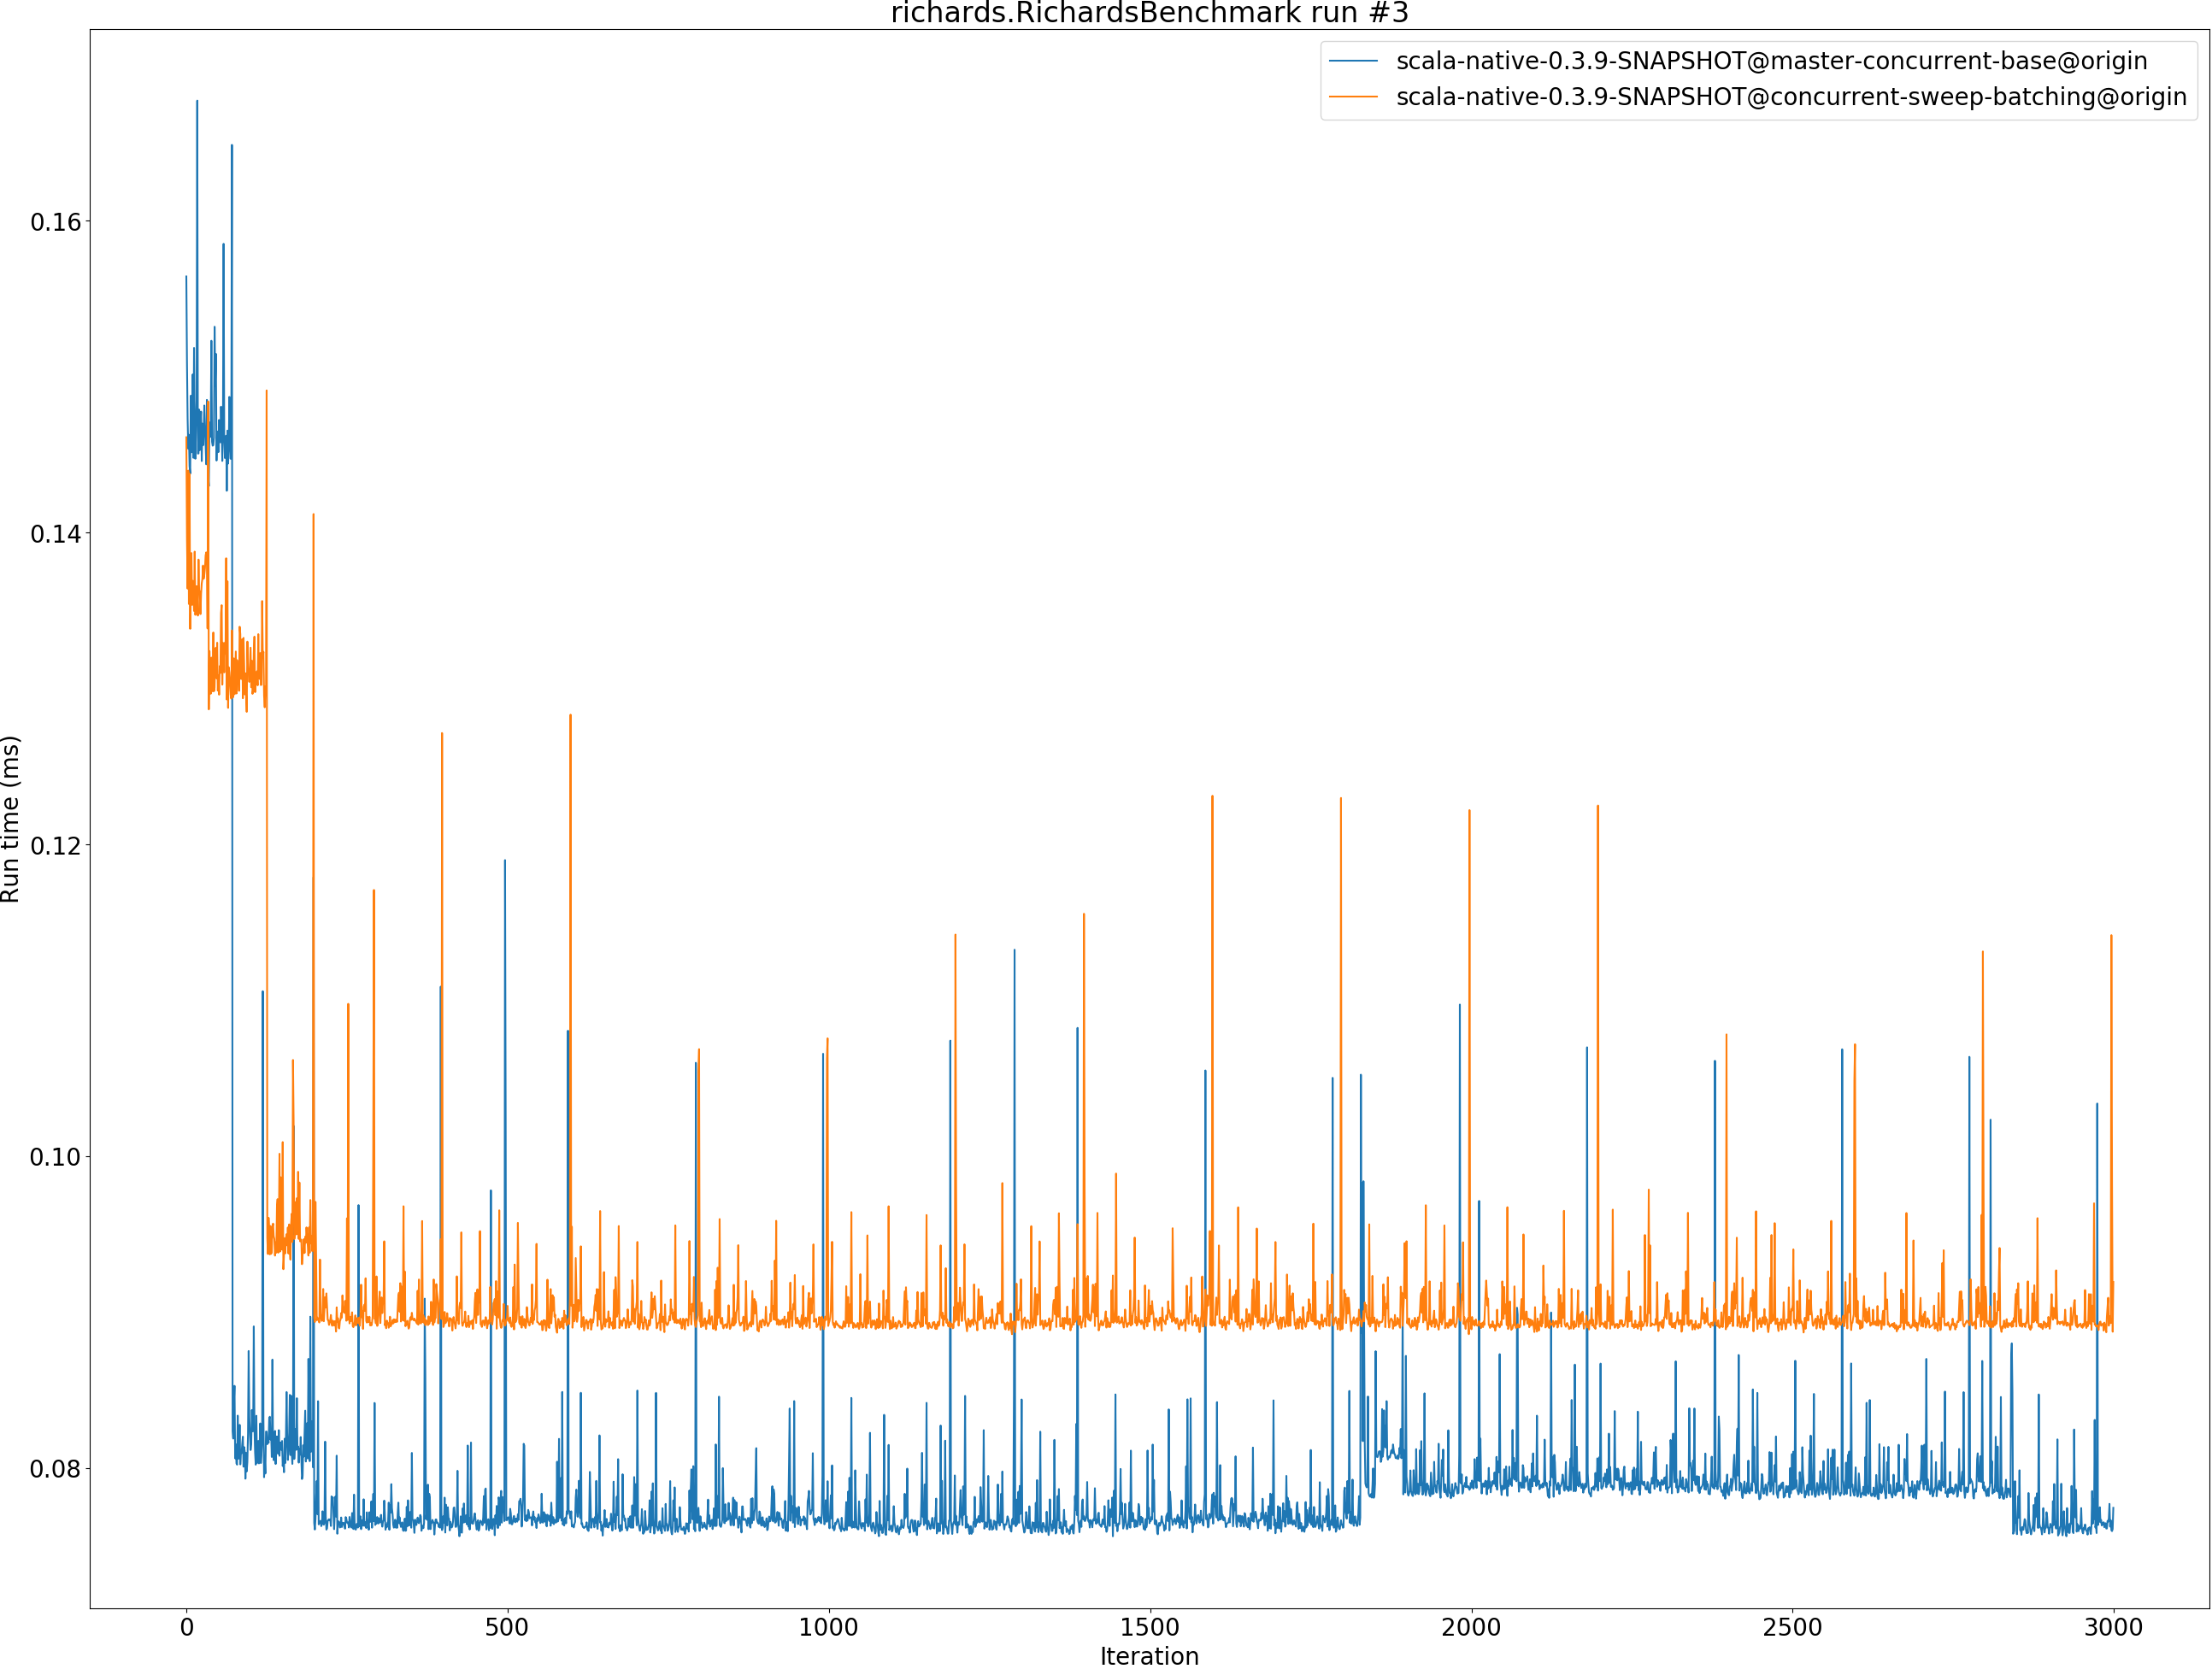 richards.RichardsBenchmark run #3
scala-native-0.3.9-SNAPSHOT@master-concurrent-base@origin
scala-native-0.3.9-SNAPSHOT@concurrent-sweep-batching@origin
Run time (ms)
0.16
0.14
0.12
0.10
0.08
0 500 1000 1500 2000 2500 3000
Iteration